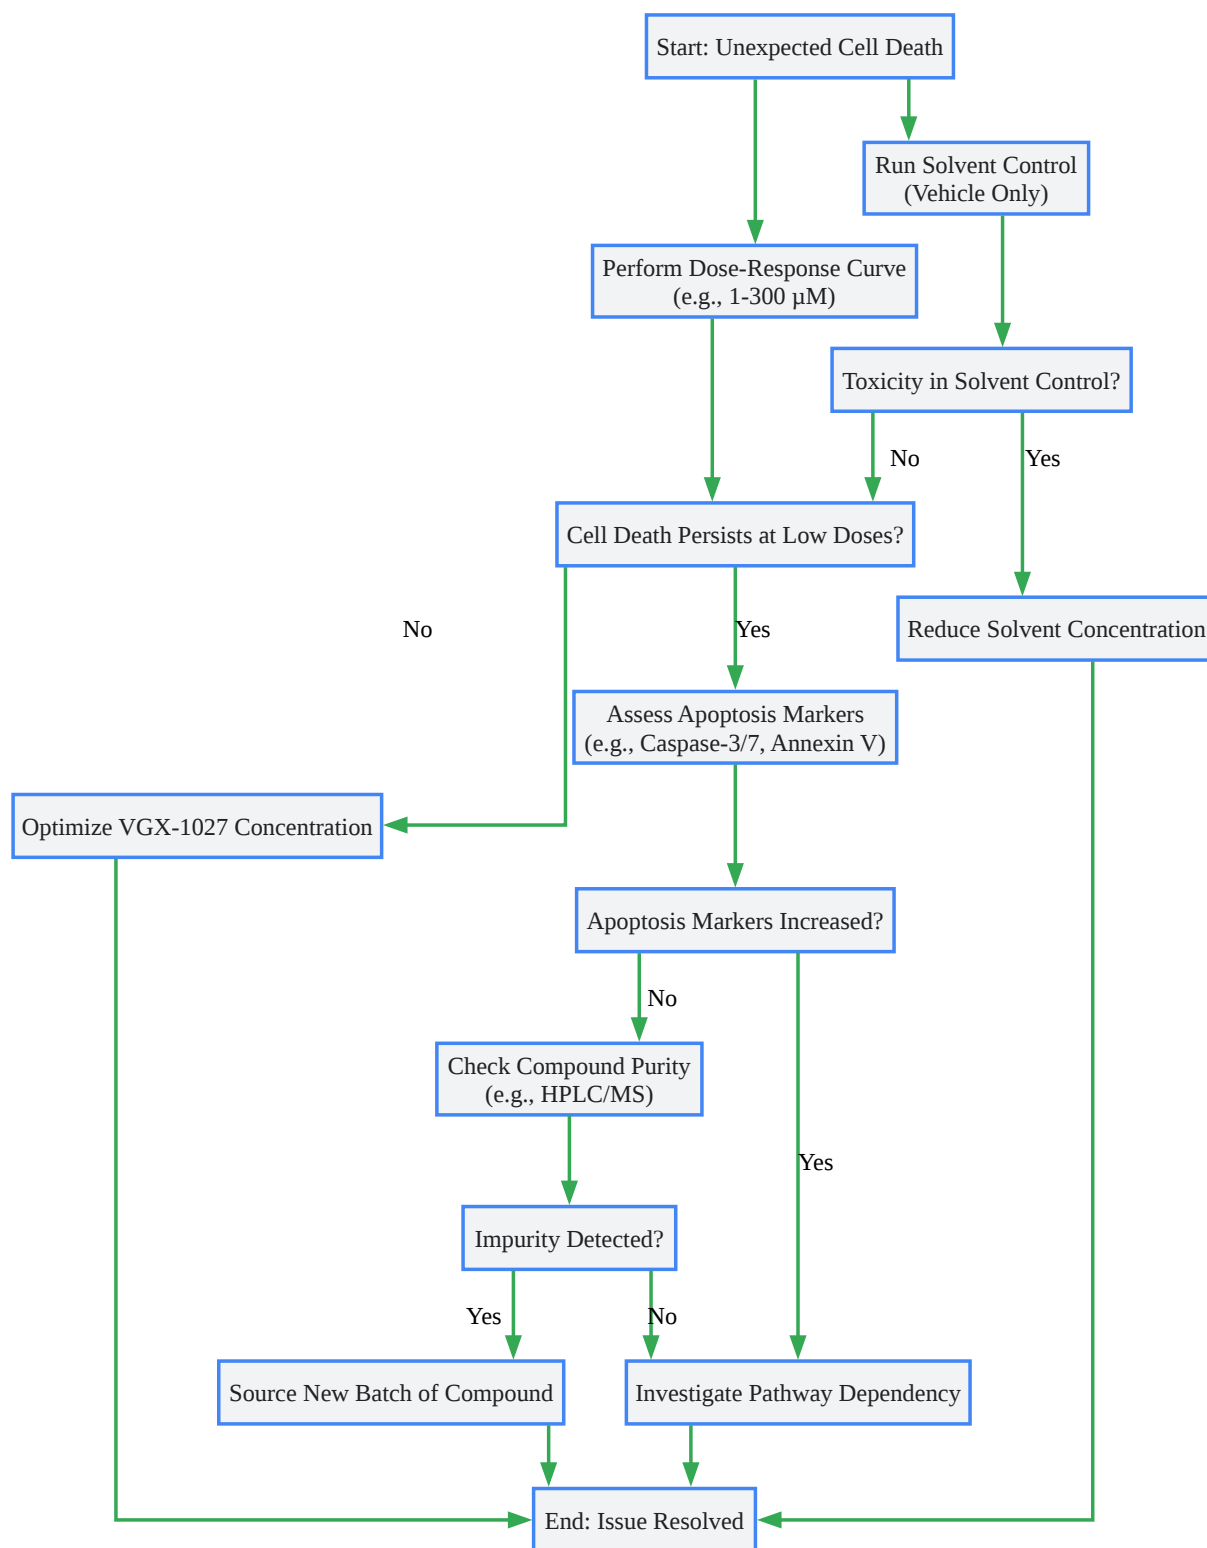 Start: Unexpected Cell Death
Run Solvent Control
(Vehicle Only)
Perform Dose-Response Curve
(e.g., 1-300 µM)
Toxicity in Solvent Control?
No
Yes
Cell Death Persists at Low Doses?
No
Yes
Reduce Solvent Concentration
Assess Apoptosis Markers
(e.g., Caspase-3/7, Annexin V)
Optimize VGX-1027 Concentration
Apoptosis Markers Increased?
No
Check Compound Purity
(e.g., HPLC/MS)
Yes
Impurity Detected?
Yes
No
Source New Batch of Compound
Investigate Pathway Dependency
End: Issue Resolved